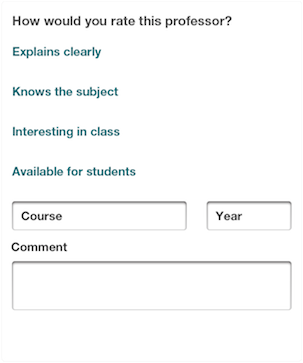 How would you rate this professor?
Explains clearly
Knows the subject
Interesting in class
Available for students
Course Year
Comment